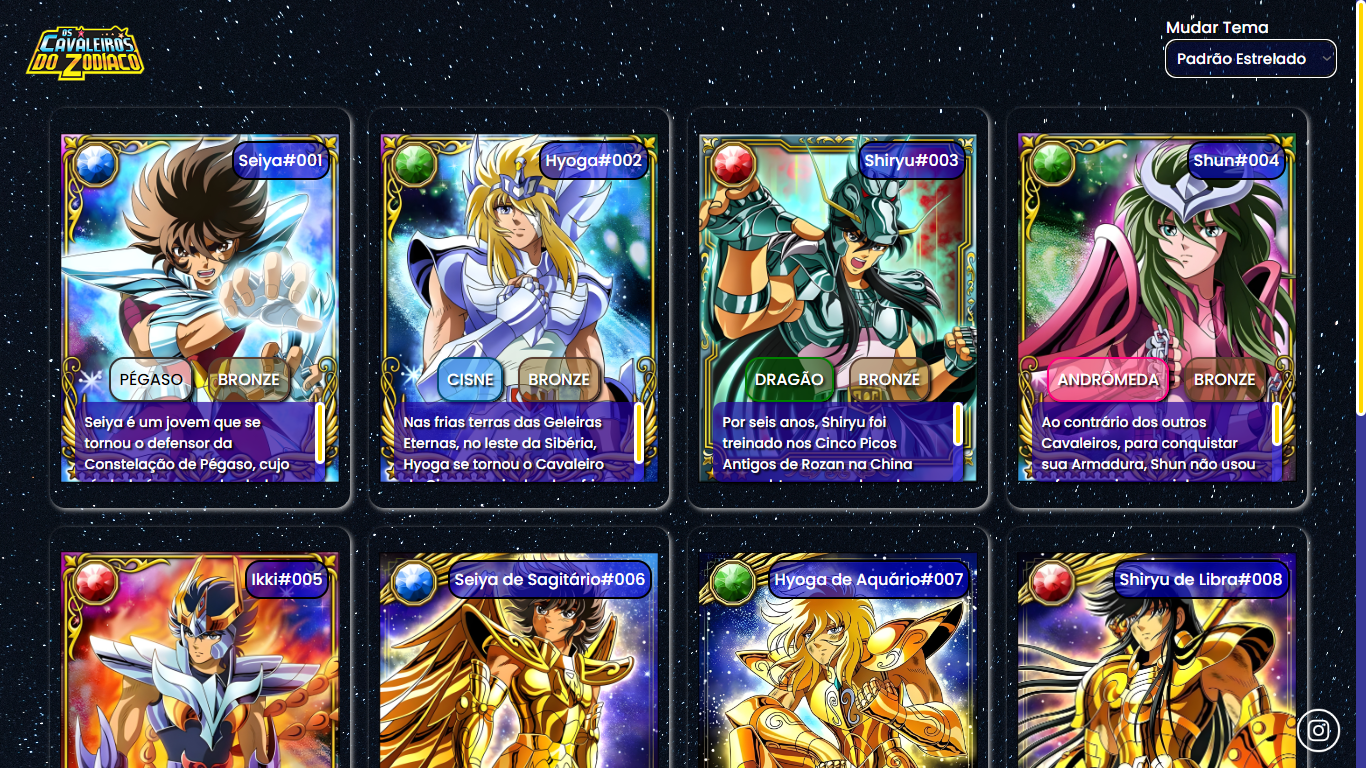 OS
CAVALEIROS
DO ZODÍACO
Mudar Tema
Padrão Estrelado
Seiya#001
PÉGASO
BRONZE
Seiya é um jovem que se
tornou o defensor da
Constelação de Pégaso, cujo
Hyoga#002
CISNE
BRONZE
Nas frias terras das Geleiras
Eternas, no leste da Sibéria,
Hyoga se tornou o Cavaleiro
Shiryu#003
DRAGÃO
BRONZE
Por seis anos, Shiryu foi
treinado nos Cinco Picos
Antigos de Rozan na China
Shun#004
ANDRÔMEDA
BRONZE
Ao contrário dos outros
Cavaleiros, para conquistar
sua Armadura, Shun não usou
Ikki#005
Seiya de Sagitário#006
Hyoga de Aquário#007
Shiryu de Libra#008